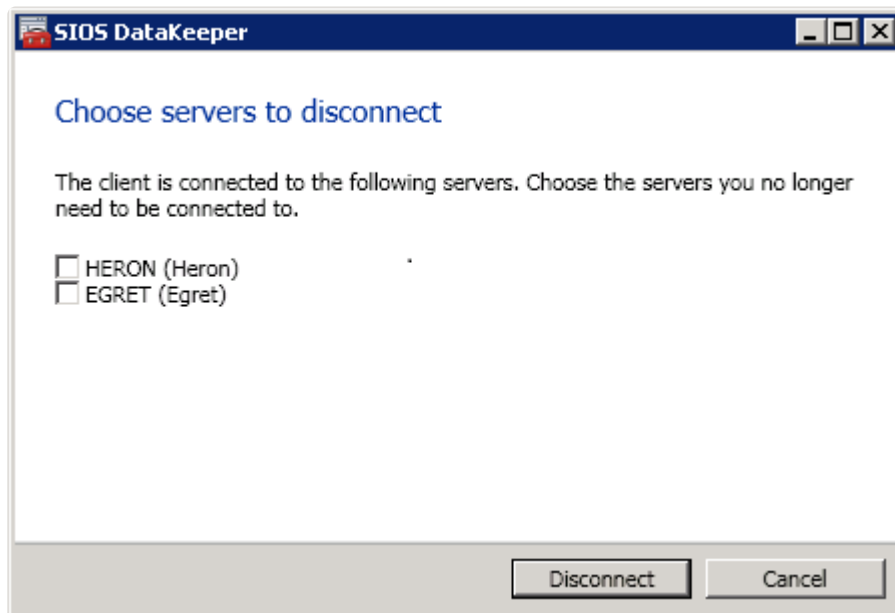 SIOS DataKeeper
Choose servers to disconnect
The client is connected to the following servers. Choose the servers you no longer
need to be connected to.
HERON (Heron)
EGRET (Egret)
Disconnect
Cancel